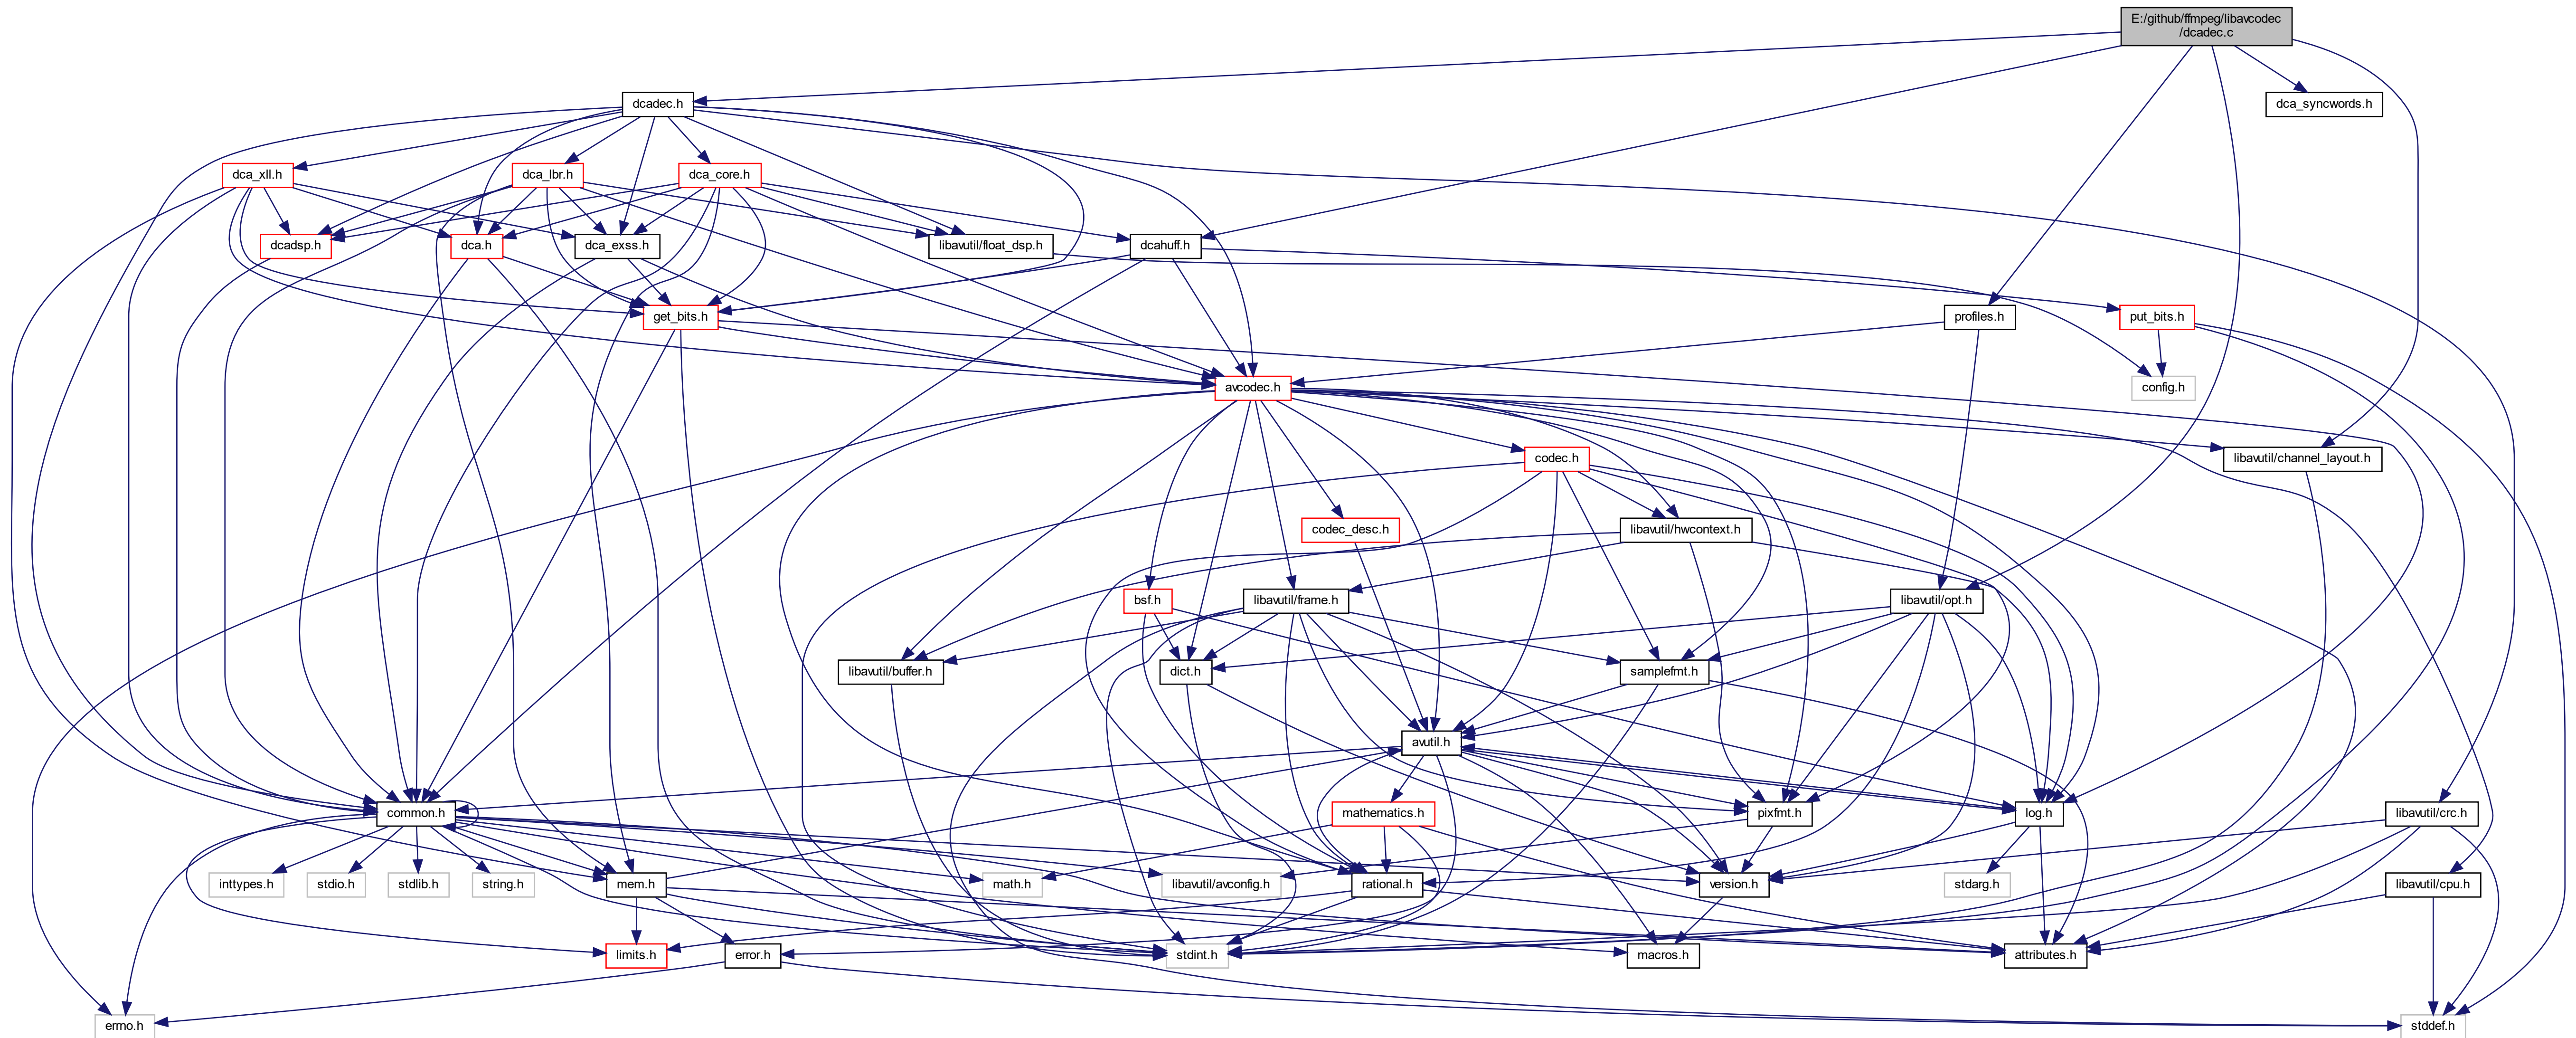 E:/github/ffmpeg/libavcodec
/dcadec.c
dcadec.h
dca_syncwords.h
dca_xll.h
dca_lbr.h
dca_core.h
dcadsp.h
dca.h
dca_exss.h
libavutil/float_dsp.h
dcahuff.h
get_bits.h
profiles.h
put_bits.h
avcodec.h
config.h
codec.h
libavutil/channel_layout.h
codec_desc.h
libavutil/hwcontext.h
bsf.h
libavutil/frame.h
libavutil/opt.h
libavutil/buffer.h
dict.h
samplefmt.h
avutil.h
common.h
mathematics.h
pixfmt.h
log.h
libavutil/crc.h
inttypes.h
stdio.h
stdlib.h
string.h
mem.h
math.h
libavutil/avconfig.h
rational.h
version.h
stdarg.h
libavutil/cpu.h
limits.h
error.h
stdint.h
macros.h
attributes.h
errno.h
stddef.h